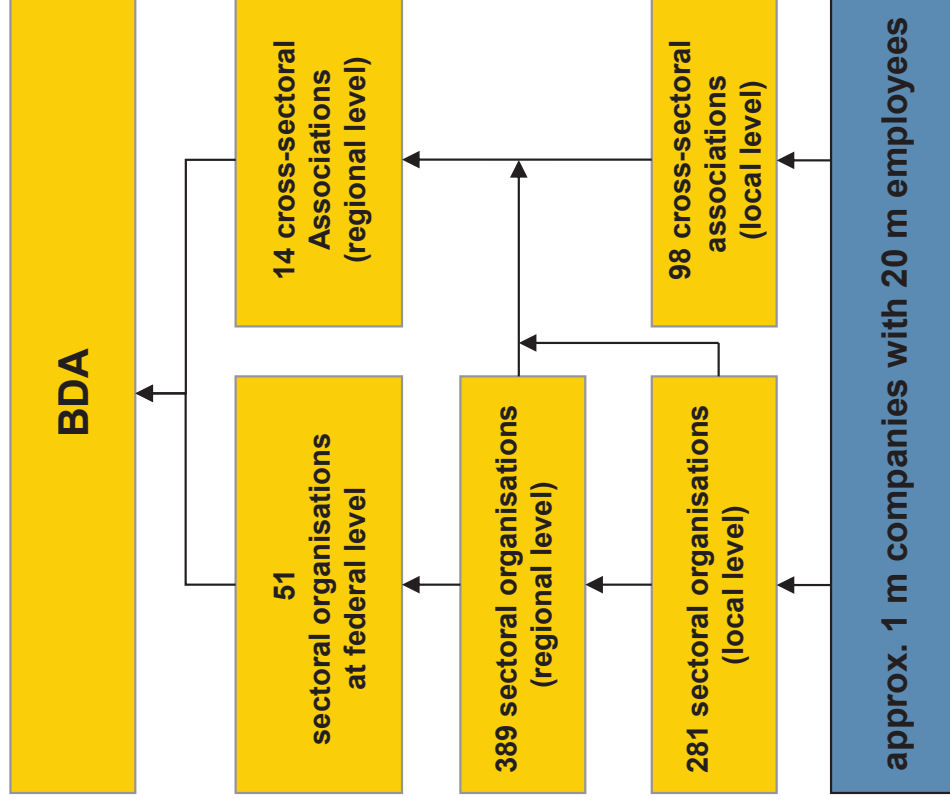 BDA
51
sectoral organisations
at federal level
14 cross-sectoral
Associations
(regional level)
389 sectoral organisations
(regional level)
281 sectoral organisations
(local level)
98 cross-sectoral
associations
(local level)
approx. 1 m companies with 20 m employees